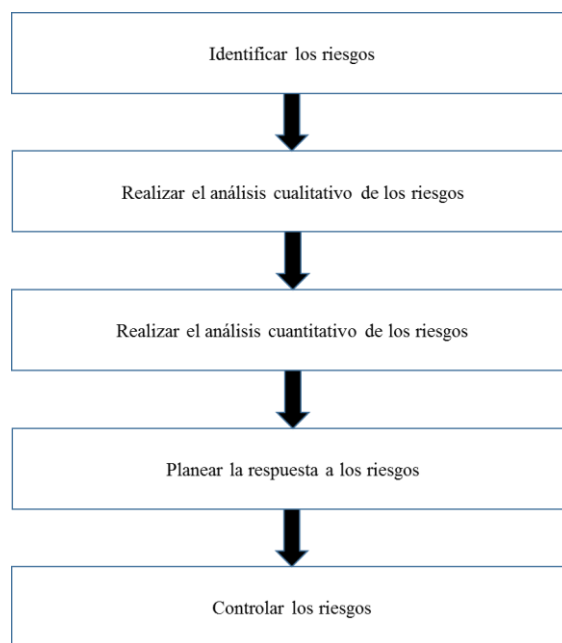 Identificar los riesgos
Realizar el análisis cualitativo de los riesgos
Realizar el análisis cuantitativo de los riesgos
Planear la respuesta a los riesgos
Controlar los riesgos